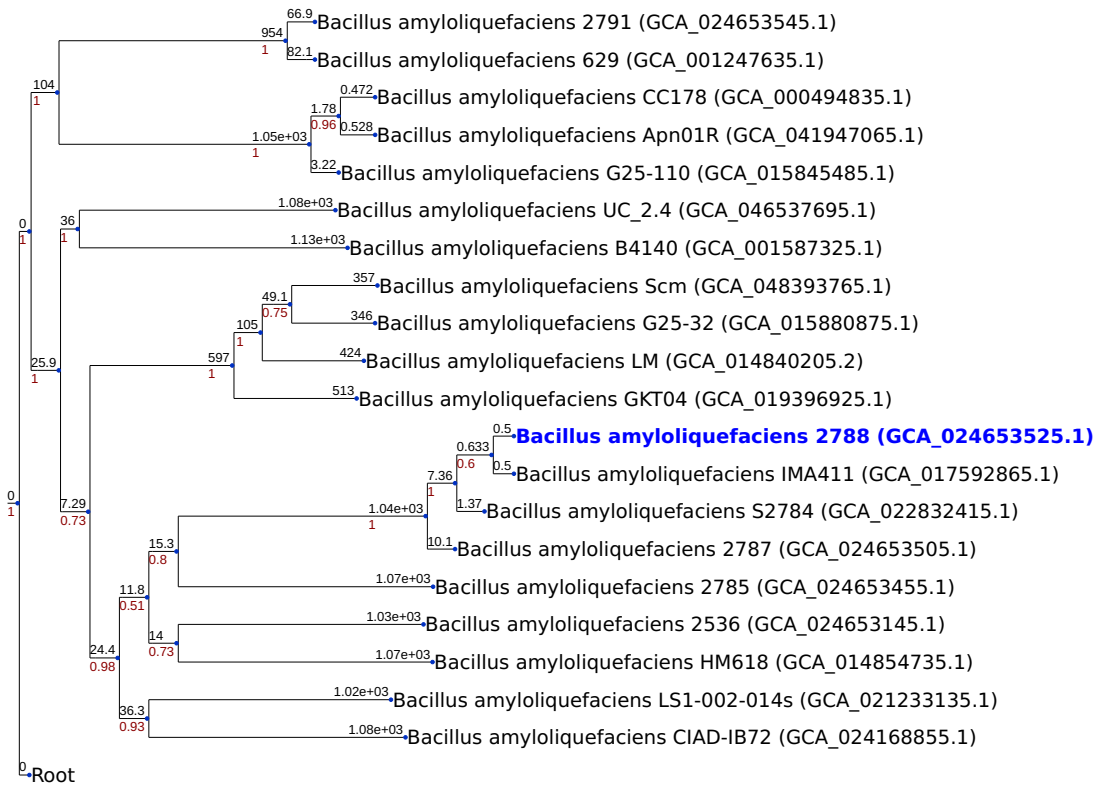 66.9
Bacillus amyloliquefaciens 2791 (GCA_024653545.1)
954
1
82.1
Bacillus amyloliquefaciens 629 (GCA_001247635.1)
104
1
0.472
Bacillus amyloliquefaciens CC178 (GCA_000494835.1)
1.78
0.96
0.528
Bacillus amyloliquefaciens Apn01R (GCA_041947065.1)
1.05e+03
1
3.22
Bacillus amyloliquefaciens G25-110 (GCA_015845485.1)
0
1
36
1
1.08e+03
Bacillus amyloliquefaciens UC_2.4 (GCA_046537695.1)
1.13e+03
Bacillus amyloliquefaciens B4140 (GCA_001587325.1)
25.9
1
357
Bacillus amyloliquefaciens Scm (GCA_048393765.1)
49.1
0.75
346
Bacillus amyloliquefaciens G25-32 (GCA_015880875.1)
105
1
424
Bacillus amyloliquefaciens LM (GCA_014840205.2)
597
1
513
Bacillus amyloliquefaciens GKT04 (GCA_019396925.1)
0.5
Bacillus amyloliquefaciens 2788 (GCA_024653525.1)
0.633
0.6
0.5
Bacillus amyloliquefaciens IMA411 (GCA_017592865.1)
7.36
1
1.37
Bacillus amyloliquefaciens S2784 (GCA_022832415.1)
0
1
7.29
0.73
1.04e+03
1
10.1
Bacillus amyloliquefaciens 2787 (GCA_024653505.1)
15.3
0.8
1.07e+03
Bacillus amyloliquefaciens 2785 (GCA_024653455.1)
11.8
0.51
1.03e+03
Bacillus amyloliquefaciens 2536 (GCA_024653145.1)
14
0.73
1.07e+03
Bacillus amyloliquefaciens HM618 (GCA_014854735.1)
24.4
0.98
1.02e+03
Bacillus amyloliquefaciens LS1-002-014s (GCA_021233135.1)
36.3
0.93
1.08e+03
Bacillus amyloliquefaciens CIAD-IB72 (GCA_024168855.1)
0
Root